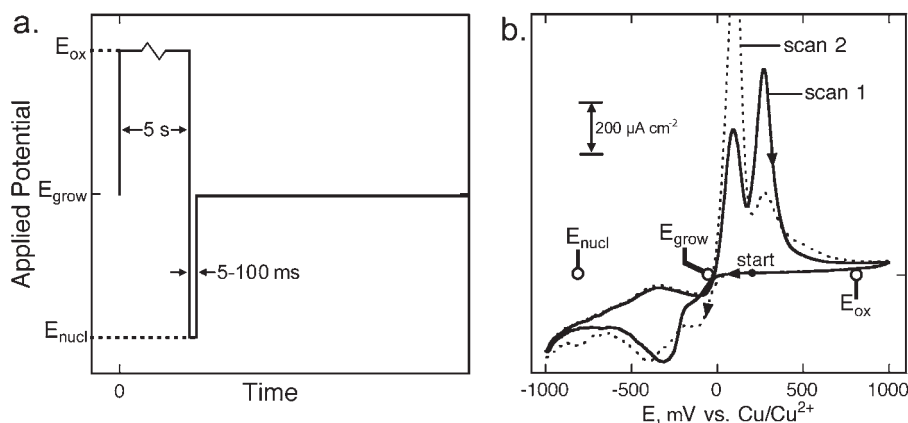 a.
E_ox
5 s
E_grow
5-100 ms
E_nucl
0
Time
Applied Potential
b.
scan 2
scan 1
200 µA cm⁻²
E_nucl
E_grow
start
E_ox
-1000 -500 0 500 1000
E, mV vs. Cu/Cu²⁺